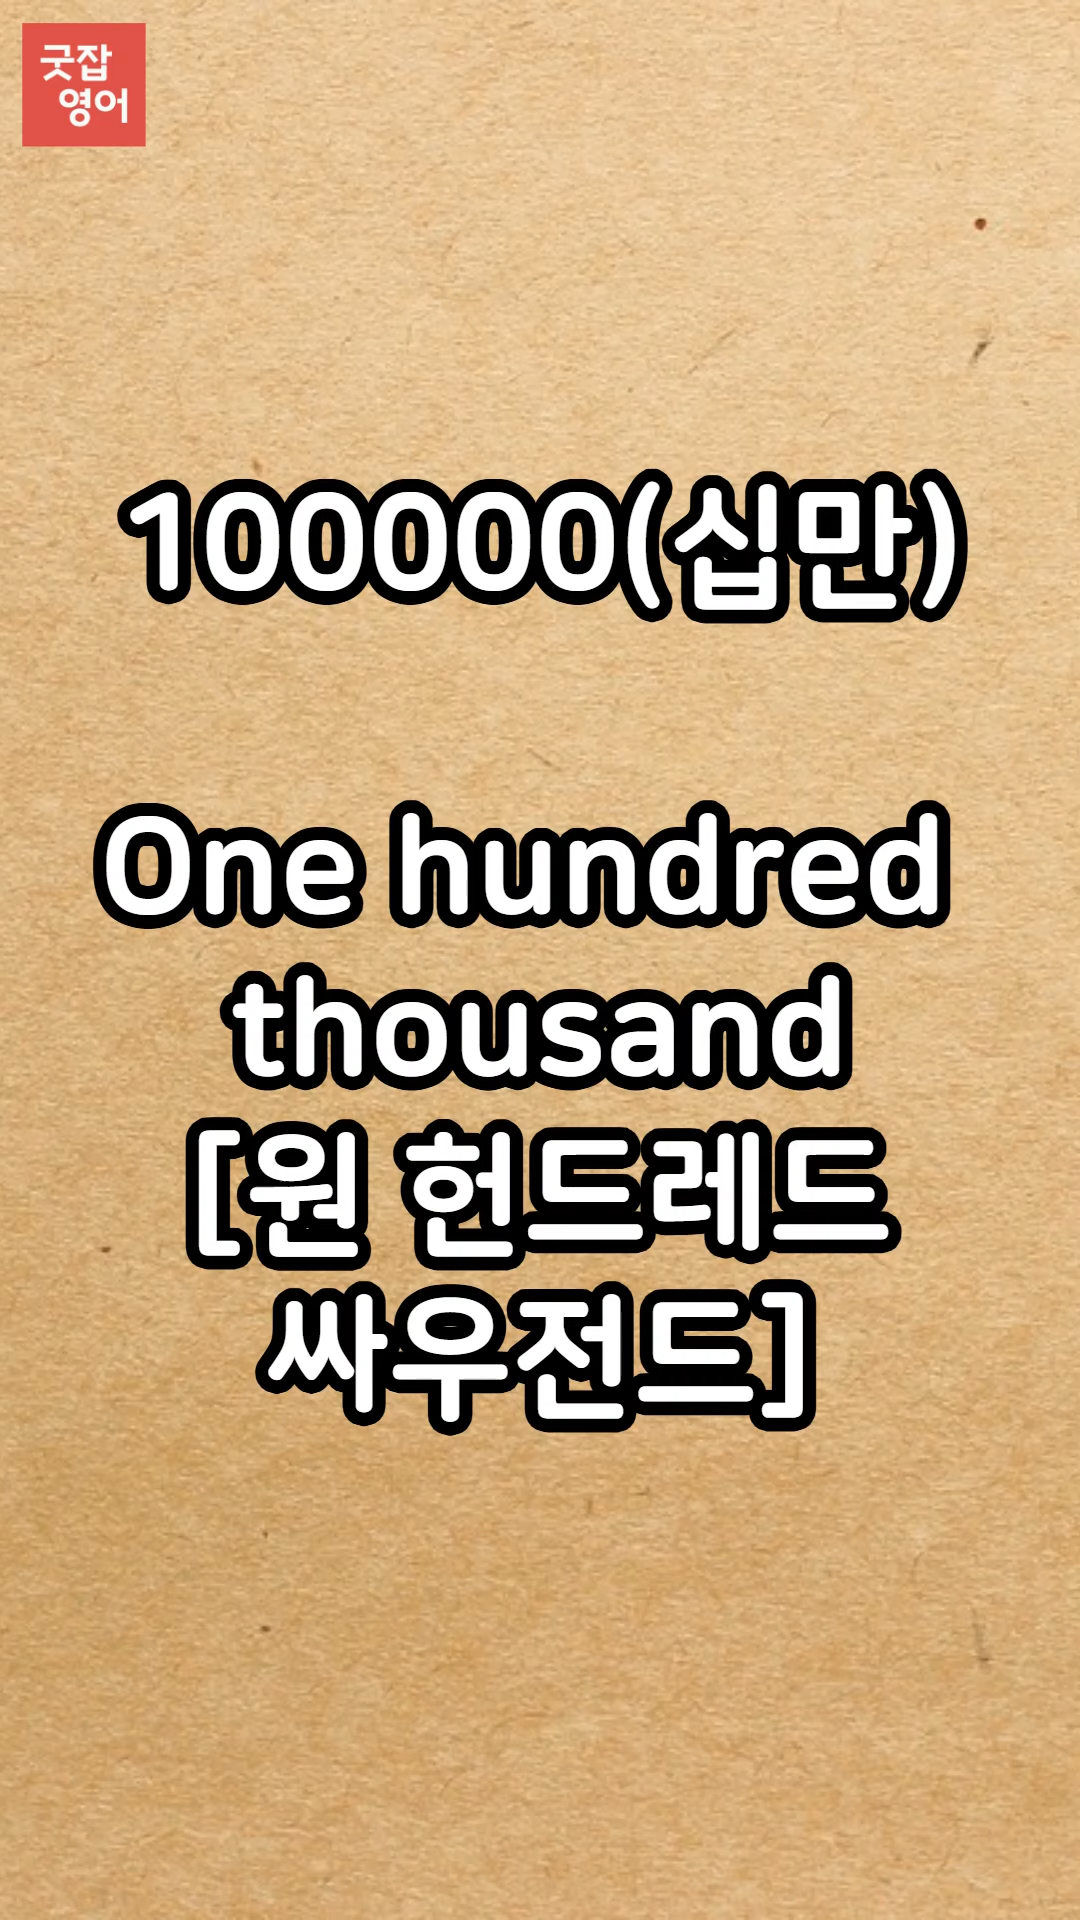 굿잡
영어
100000(십만)
One hundred
thousand
[원 헌드레드
싸우전드]